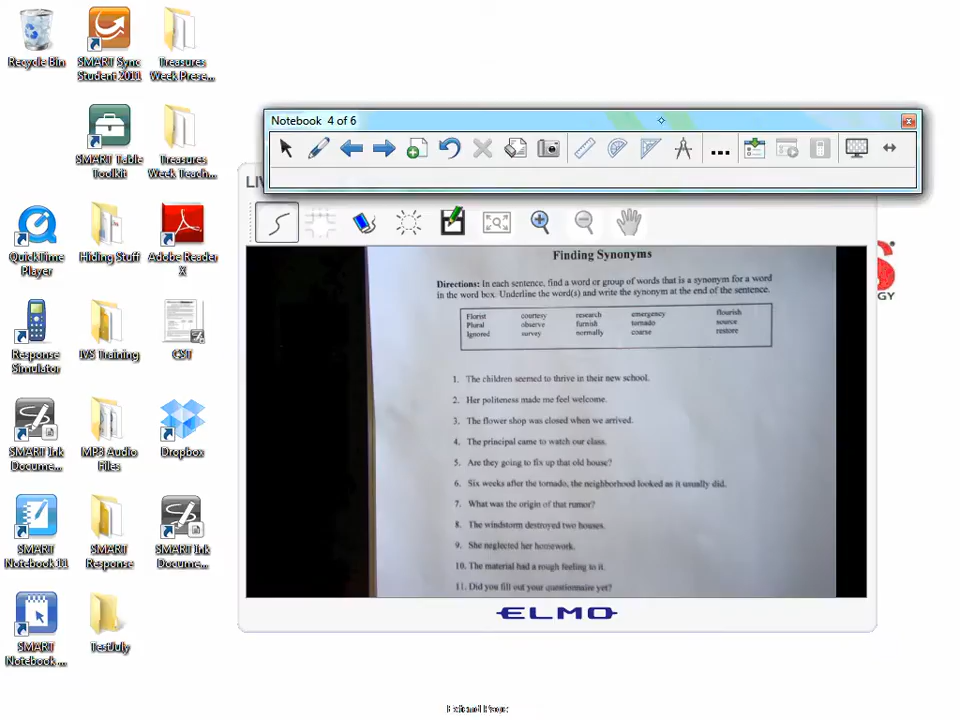 Recycle Bin
SMART Sync
Student 2011
Treasures
Week Prese...
SMART Table
Toolkit
Treasures
Week Teach...
QuickTime
Player
Hiding Stuff
Adobe Reader
X
Response
Simulator
IVS Training
CST
SMART Ink
Docume...
MP3 Audio
Files
Dropbox
SMART
Notebook 11
SMART
Response
SMART Ink
Docume...
SMART
Notebook ...
TestJuly
Notebook 4 of 6
...
LIV
S
GY
Finding Synonyms
Directions: In each sentence, find a word or group of words that is a synonym for a word
in the word box. Underline the word(s) and write the synonym at the end of the sentence.
Florist courtesy research emergency flourish
Plural observe furnish tornado source
Ignored survey normally coarse restore
1. The children seemed to thrive in their new school.
2. Her politeness made me feel welcome.
3. The flower shop was closed when we arrived.
4. The principal came to watch our class.
5. Are they going to fix up that old house?
6. Six weeks after the tornado, the neighborhood looked as it usually did.
7. What was the origin of that rumor?
8. The windstorm destroyed two houses.
9. She neglected her homework.
10. The material had a rough feeling to it.
11. Did you fill out your questionnaire yet?
ELMO